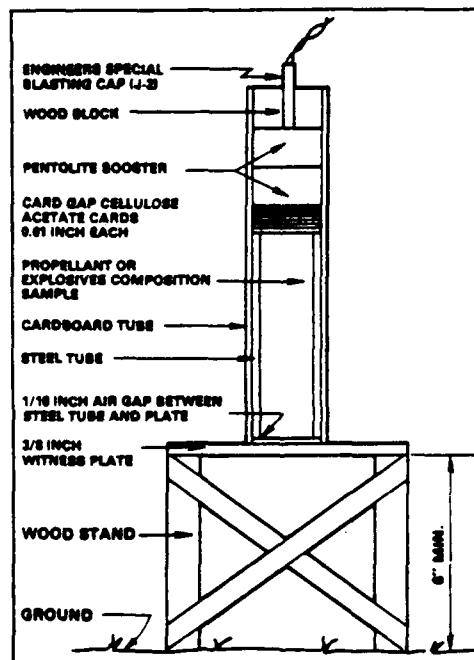 ENGINEERS SPECIAL
BLASTING CAP (J-2)
WOOD BLOCK
PENTOLITE BOOSTER
CARD GAP CELLULOSE
ACETATE CARDS
0.01 INCH EACH
PROPELLANT OR
EXPLOSIVES COMPOSITION
SAMPLE
CARDBOARD TUBE
STEEL TUBE
1/16 INCH AIR GAP BETWEEN
STEEL TUBE AND PLATE
3/8 INCH
WITNESS PLATE
WOOD STAND
6" MIN.
GROUND